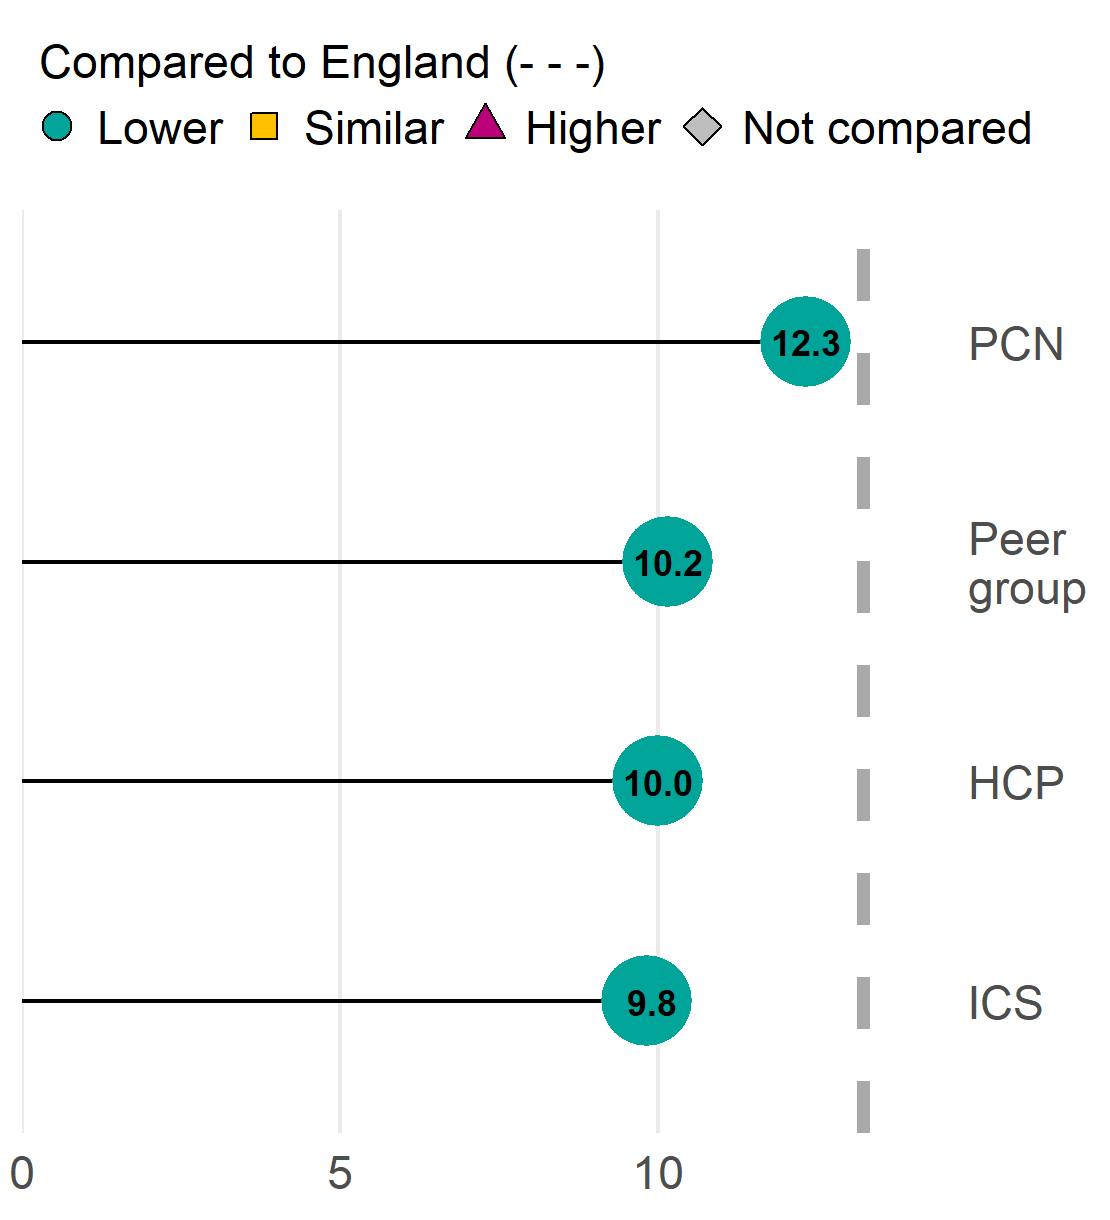 Compared to England (- - -)
Lower Similar Higher Not compared
12.3 PCN
10.2 Peer
group
10.0 HCP
9.8 ICS
0 5 10